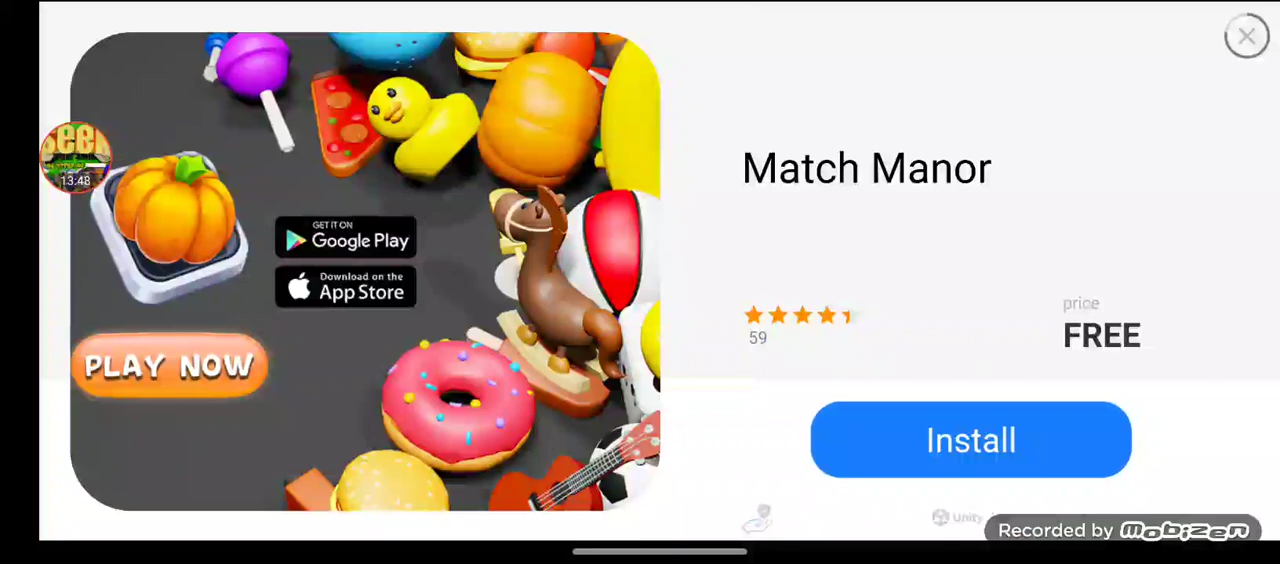 13:48
GET IT ON
Google Play
Download on the
App Store
PLAY NOW
Match Manor
59
price
FREE
Install
Unity
Recorded by mobizen